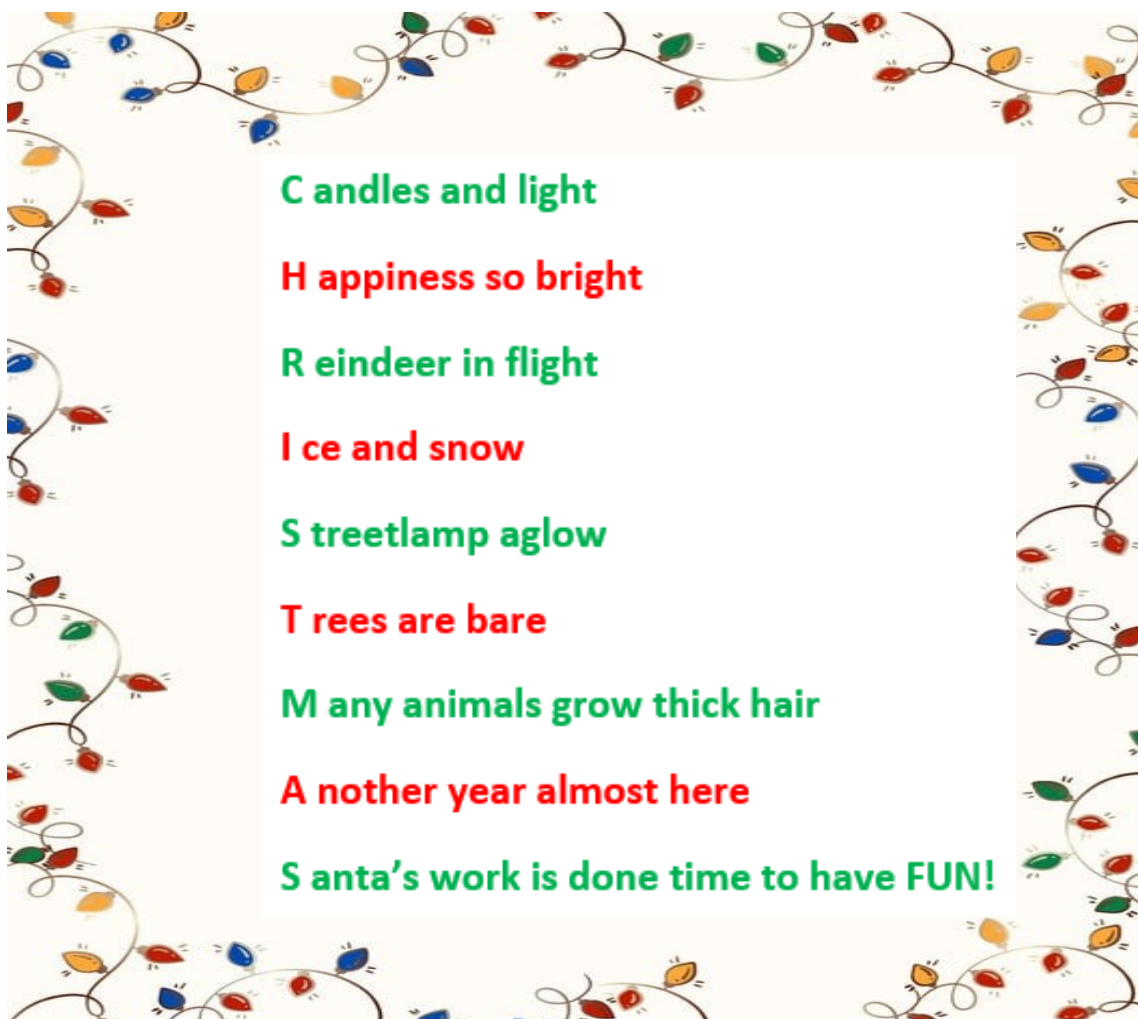 C andles and light
H appiness so bright
R eindeer in flight
I ce and snow
S treetlamp aglow
T rees are bare
M any animals grow thick hair
A nother year almost here
S anta’s work is done time to have FUN!